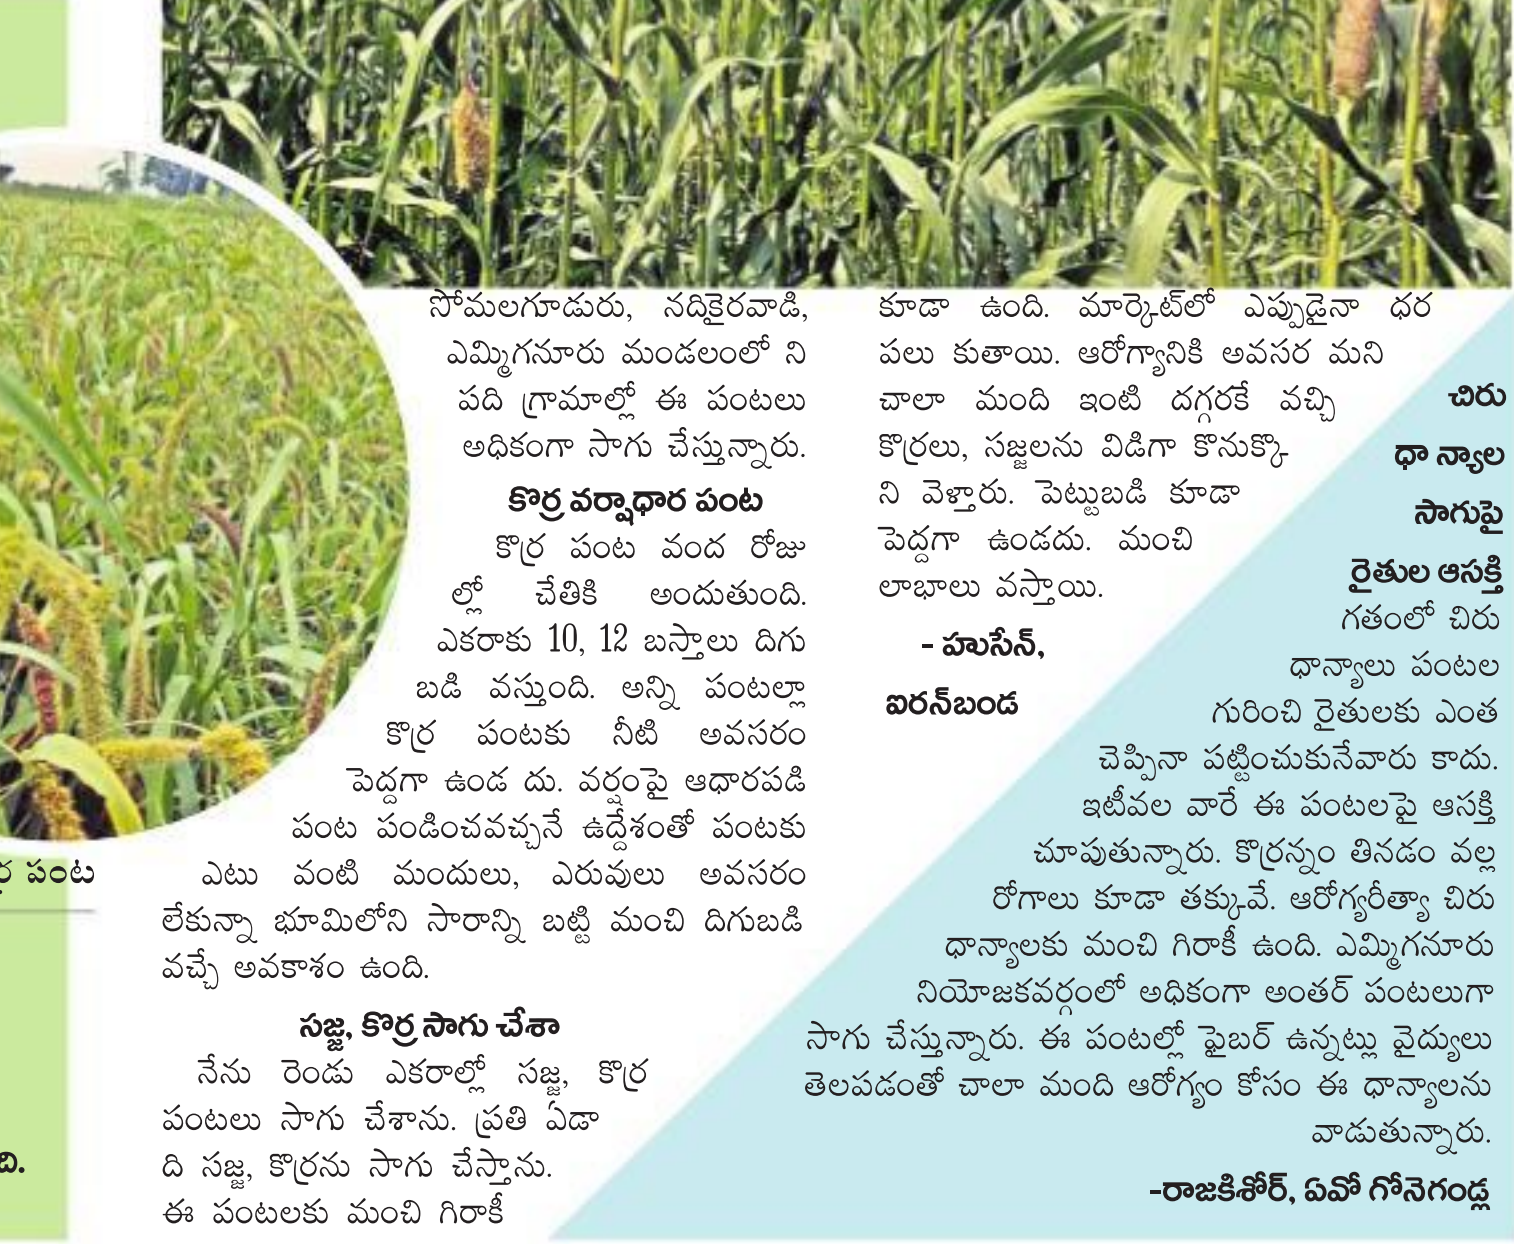 ర్ర పంట
ది.
సోమలగూడురు, నదికైరవాడి,
ఎమ్మిగనూరు మండలంలో ని
పది గ్రామాల్లో ఈ పంటలు
అధికంగా సాగు చేస్తున్నారు.
కొర్ర వర్షాధార పంట
కొర్ర పంట వంద రోజు
ల్లో చేతికి అందుతుంది.
ఎకరాకు 10, 12 బస్తాలు దిగు
బడి వస్తుంది. అన్ని పంటల్లా
కొర్ర పంటకు నీటి అవసరం
పెద్దగా ఉండ దు. వర్షంపై ఆధారపడి
పంట పండించవచ్చనే ఉద్దేశంతో పంటకు
ఎటు వంటి మందులు, ఎరువులు అవసరం
లేకున్నా భూమిలోని సారాన్ని బట్టి మంచి దిగుబడి
వచ్చే అవకాశం ఉంది.
సజ్జ, కొర్ర సాగు చేశా
నేను రెండు ఎకరాల్లో సజ్జ, కొర్ర
పంటలు సాగు చేశాను. ప్రతి ఏడా
ది సజ్జ, కొర్రను సాగు చేస్తాను.
ఈ పంటలకు మంచి గిరాకీ
కూడా ఉంది. మార్కెట్‌లో ఎప్పుడైనా ధర
పలు కుతాయి. ఆరోగ్యానికి అవసర మని
చాలా మంది ఇంటి దగ్గరకే వచ్చి
కొర్రలు, సజ్జలను విడిగా కొనుక్కొ
ని వెళ్తారు. పెట్టుబడి కూడా
పెద్దగా ఉండదు. మంచి
లాభాలు వస్తాయి.
- హుసేన్,
ఐరన్‌బండ
చిరు
ధా న్యాల
సాగుపై
రైతుల ఆసక్తి
గతంలో చిరు
ధాన్యాలు పంటల
గురించి రైతులకు ఎంత
చెప్పినా పట్టించుకునేవారు కాదు.
ఇటీవల వారే ఈ పంటలపై ఆసక్తి
చూపుతున్నారు. కొర్రన్నం తినడం వల్ల
రోగాలు కూడా తక్కువే. ఆరోగ్యరీత్యా చిరు
ధాన్యాలకు మంచి గిరాకీ ఉంది. ఎమ్మిగనూరు
నియోజకవర్గంలో అధికంగా అంతర్ పంటలుగా
సాగు చేస్తున్నారు. ఈ పంటల్లో ఫైబర్ ఉన్నట్లు వైద్యులు
తెలపడంతో చాలా మంది ఆరోగ్యం కోసం ఈ ధాన్యాలను
వాడుతున్నారు.
-రాజకిశోర్, ఏవో గోనెగండ్ల